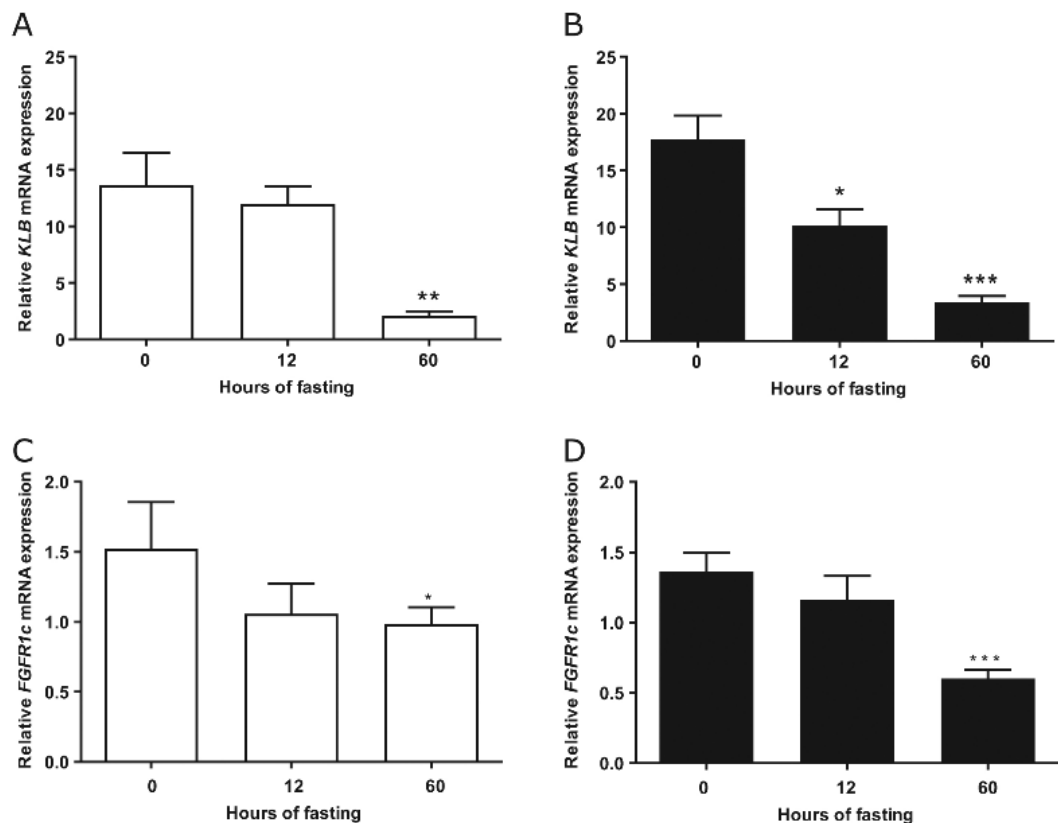 A
Relative KLB mRNA expression
25
20
15
10
5
0
**
0 12 60
Hours of fasting
B
Relative KLB mRNA expression
25
20
15
10
5
0
*
***
0 12 60
Hours of fasting
C
Relative FGFR1c mRNA expression
2.0
1.5
1.0
0.5
0.0
*
0 12 60
Hours of fasting
D
Relative FGFR1c mRNA expression
2.0
1.5
1.0
0.5
0.0
***
0 12 60
Hours of fasting